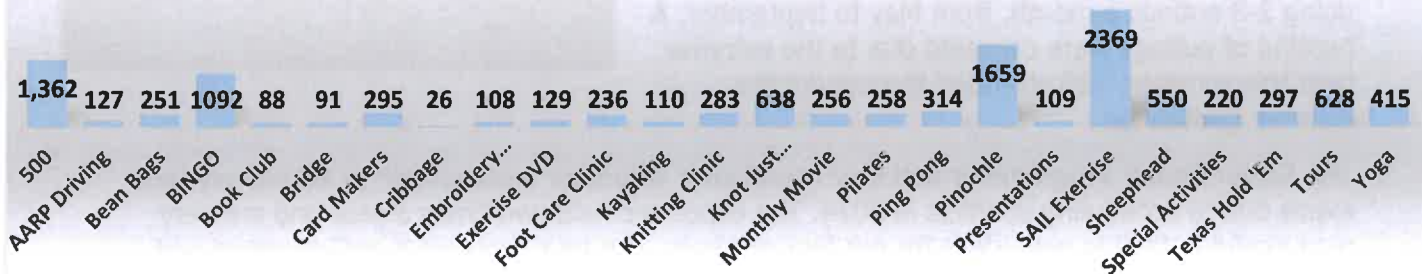 1,362 127 251 1092 88 91 295 26 108 129 236 110 283 638 256 258 314 1659 109 2369 550 220 297 628 415
500
AARP Driving
Bean Bags
BINGO
Book Club
Bridge
Card Makers
Cribbage
Embroidery...
Exercise DVD
Foot Care Clinic
Kayaking
Knitting Clinic
Knot Just...
Monthly Movie
Pilates
Ping Pong
Pinochle
Presentations
SAIL Exercise
Sheephead
Special Activities
Texas Hold 'Em
Tours
Yoga